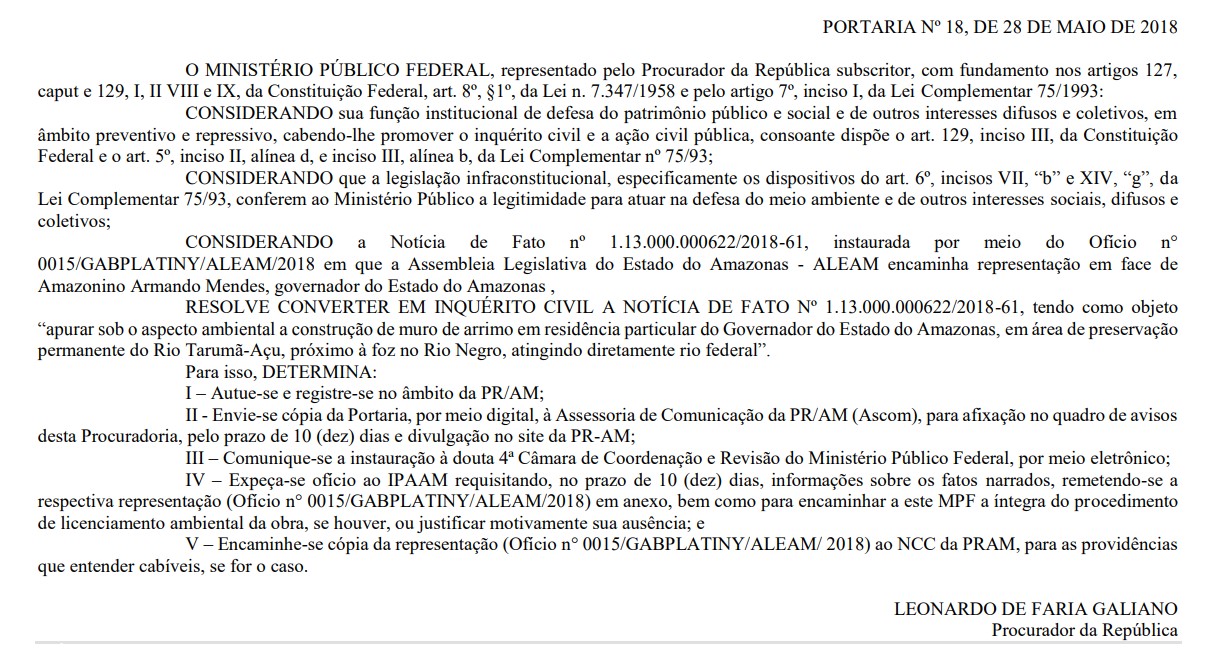 PORTARIA Nº 18, DE 28 DE MAIO DE 2018
O MINISTÉRIO PÚBLICO FEDERAL, representado pelo Procurador da República subscritor, com fundamento nos artigos 127,
caput e 129, I, II VIII e IX, da Constituição Federal, art. 8º, §1º, da Lei n. 7.347/1958 e pelo artigo 7º, inciso I, da Lei Complementar 75/1993:
CONSIDERANDO sua função institucional de defesa do patrimônio público e social e de outros interesses difusos e coletivos, em
âmbito preventivo e repressivo, cabendo-lhe promover o inquérito civil e a ação civil pública, consoante dispõe o art. 129, inciso III, da Constituição
Federal e o art. 5º, inciso II, alínea d, e inciso III, alínea b, da Lei Complementar nº 75/93;
CONSIDERANDO que a legislação infraconstitucional, especificamente os dispositivos do art. 6º, incisos VII, “b” e XIV, “g”, da
Lei Complementar 75/93, conferem ao Ministério Público a legitimidade para atuar na defesa do meio ambiente e de outros interesses sociais, difusos e
coletivos;
CONSIDERANDO a Notícia de Fato nº 1.13.000.000622/2018-61, instaurada por meio do Ofício n°
0015/GABPLATINY/ALEAM/2018 em que a Assembleia Legislativa do Estado do Amazonas - ALEAM encaminha representação em face de
Amazonino Armando Mendes, governador do Estado do Amazonas ,
RESOLVE CONVERTER EM INQUÉRITO CIVIL A NOTÍCIA DE FATO Nº 1.13.000.000622/2018-61, tendo como objeto
“apurar sob o aspecto ambiental a construção de muro de arrimo em residência particular do Governador do Estado do Amazonas, em área de preservação
permanente do Rio Tarumã-Açu, próximo à foz no Rio Negro, atingindo diretamente rio federal”.
Para isso, DETERMINA:
I – Autue-se e registre-se no âmbito da PR/AM;
II - Envie-se cópia da Portaria, por meio digital, à Assessoria de Comunicação da PR/AM (Ascom), para afixação no quadro de avisos
desta Procuradoria, pelo prazo de 10 (dez) dias e divulgação no site da PR-AM;
III – Comunique-se a instauração à douta 4ª Câmara de Coordenação e Revisão do Ministério Público Federal, por meio eletrônico;
IV – Expeça-se ofício ao IPAAM requisitando, no prazo de 10 (dez) dias, informações sobre os fatos narrados, remetendo-se a
respectiva representação (Ofício n° 0015/GABPLATINY/ALEAM/2018) em anexo, bem como para encaminhar a este MPF a íntegra do procedimento
de licenciamento ambiental da obra, se houver, ou justificar motivamente sua ausência; e
V – Encaminhe-se cópia da representação (Ofício n° 0015/GABPLATINY/ALEAM/ 2018) ao NCC da PRAM, para as providências
que entender cabíveis, se for o caso.
LEONARDO DE FARIA GALIANO
Procurador da República